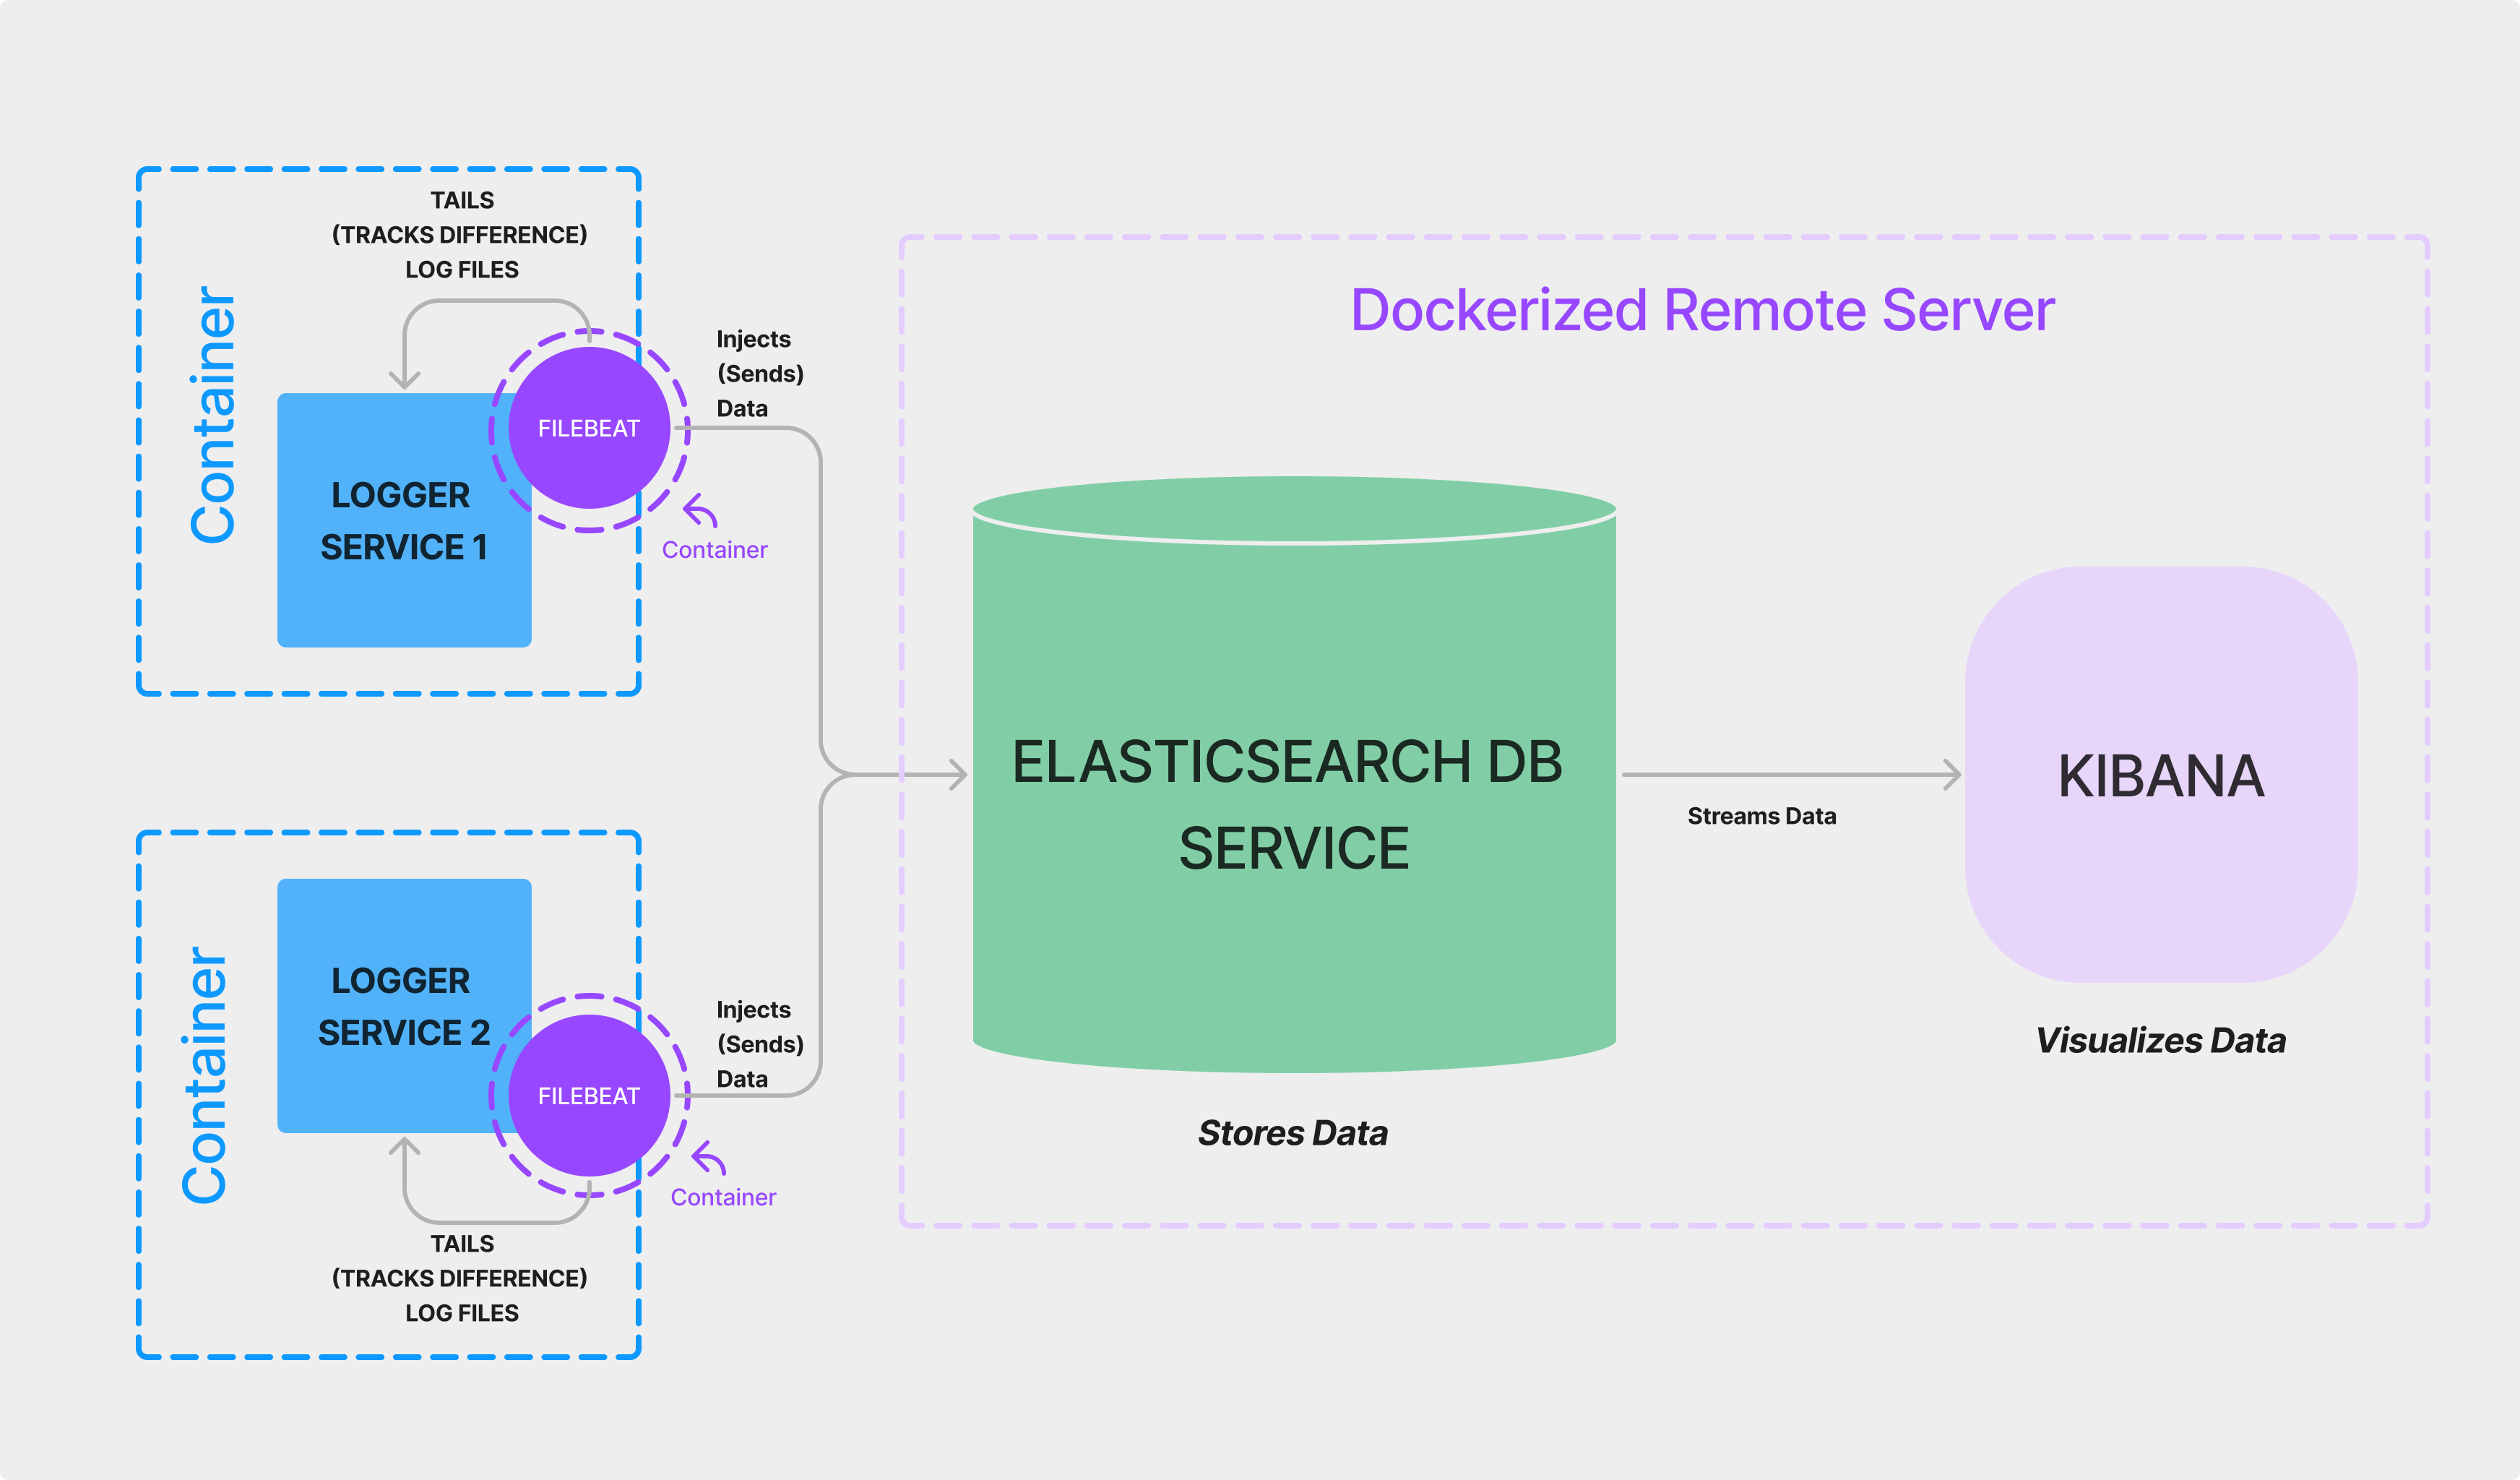 TAILS
(TRACKS DIFFERENCE)
LOG FILES
Container
LOGGER
SERVICE 1
FILEBEAT
Injects
(Sends)
Data
Container
Container
LOGGER
SERVICE 2
FILEBEAT
Injects
(Sends)
Data
Container
TAILS
(TRACKS DIFFERENCE)
LOG FILES
Dockerized Remote Server
ELASTICSEARCH DB
SERVICE
Stores Data
Streams Data
KIBANA
Visualizes Data